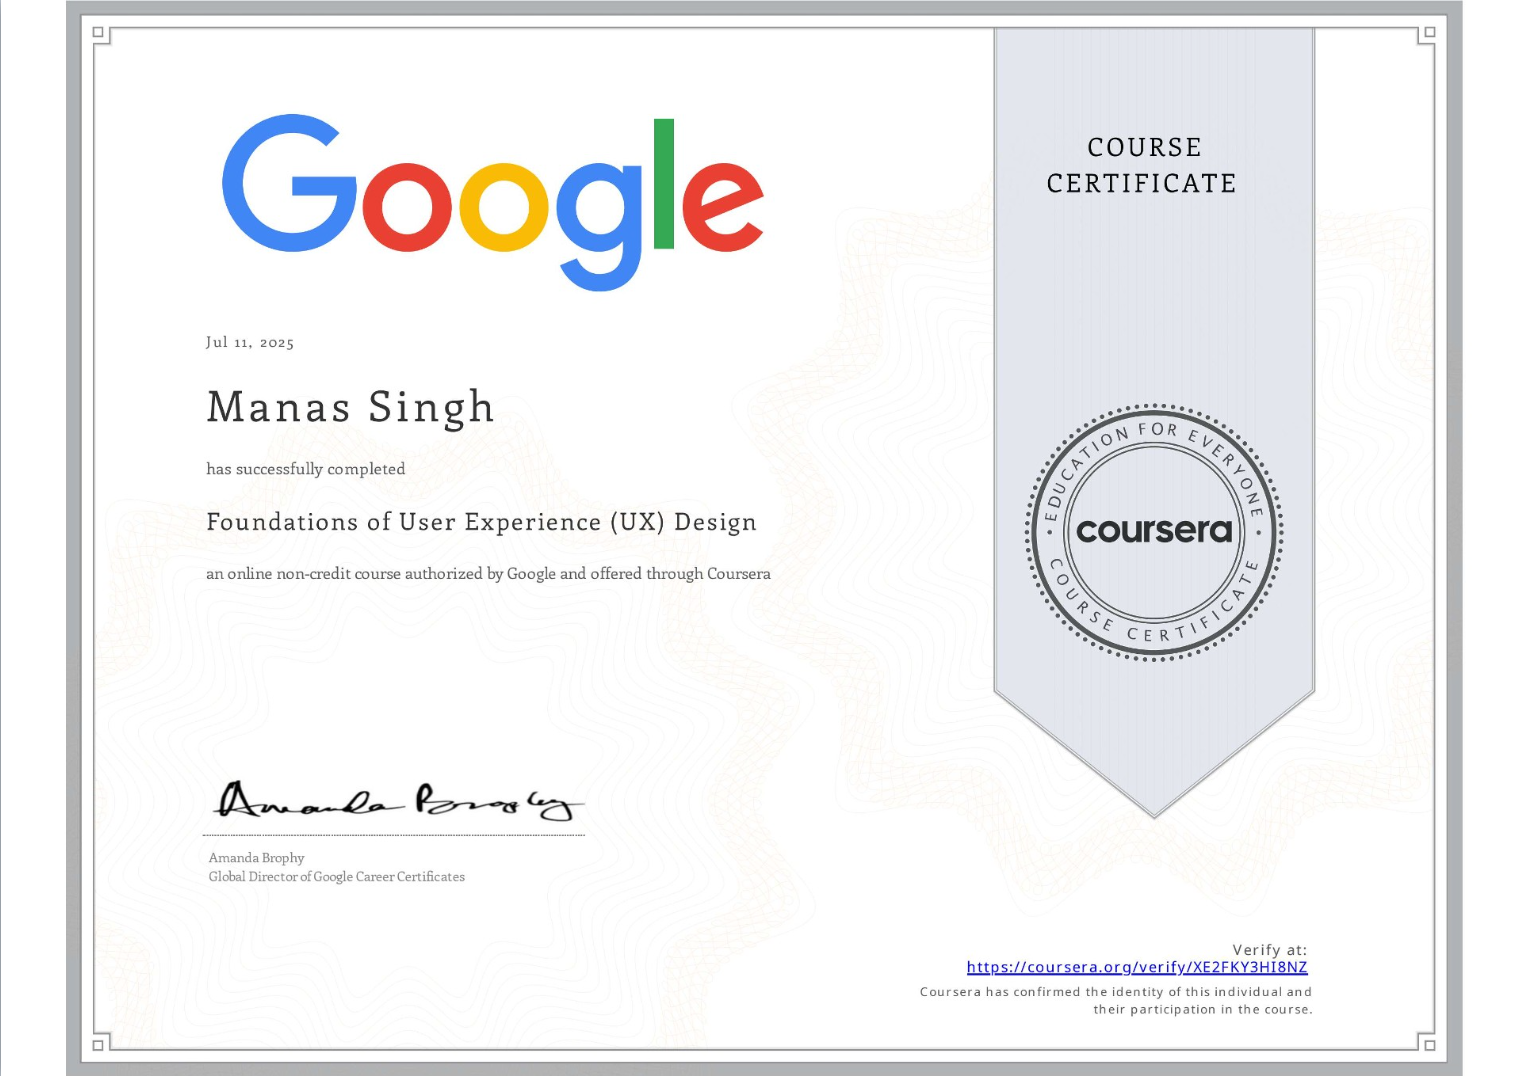 Google
COURSE
CERTIFICATE
Jul 11, 2025
Manas Singh
has successfully completed
Foundations of User Experience (UX) Design
an online non-credit course authorized by Google and offered through Coursera
EDUCATION FOR EVERYONE
coursera
COURSE CERTIFICATE
Amanda Brophy
Amanda Brophy
Global Director of Google Career Certificates
Verify at:
https://coursera.org/verify/XE2FKY3HI8NZ
Coursera has confirmed the identity of this individual and
their participation in the course.